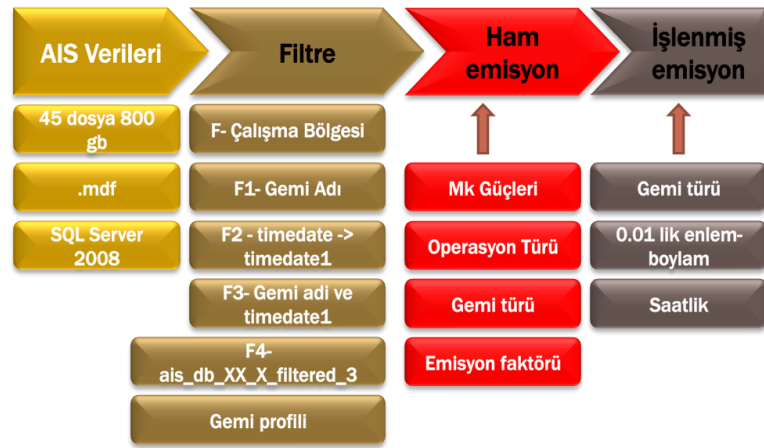 AIS Verileri
45 dosya 800
gb
.mdf
SQL Server
2008
Filtre
F- Çalışma Bölgesi
F1- Gemi Adı
F2 - timedate ->
timedate1
F3- Gemi adi ve
timedate1
F4-
ais_db_XX_X_filtered_3
Gemi profili
Ham
emisyon
Mk Güçleri
Operasyon Türü
Gemi türü
Emisyon faktörü
İşlenmiş
emisyon
Gemi türü
0.01 lik enlem-
boylam
Saatlik